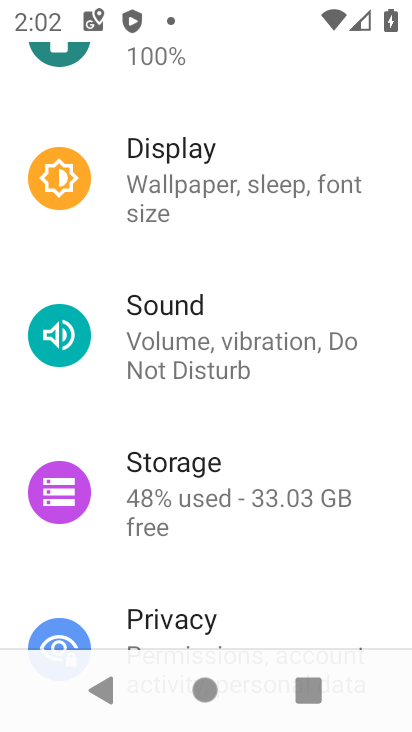 2:02
100%
Display
Wallpaper, sleep, font
size
Sound
Volume, vibration, Do
Not Disturb
Storage
48% used - 33.03 GB
free
Privacy
Permissions, account
activity, personal data